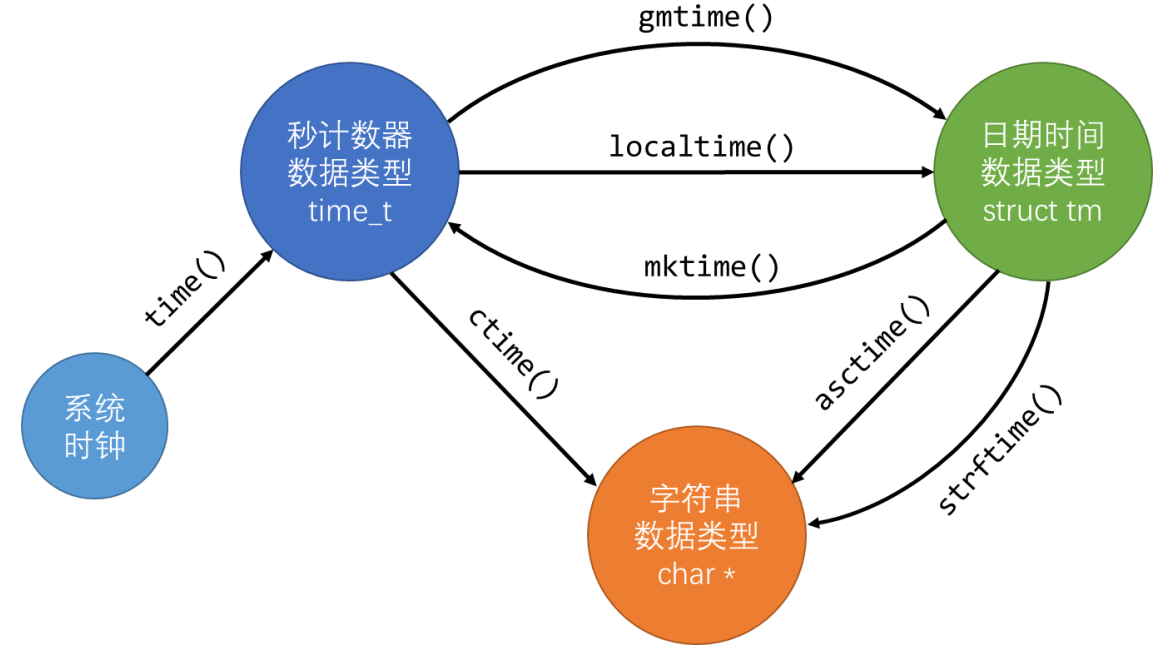 gmtime()
秒计数器
数据类型
time_t
localtime()
日期时间
数据类型
struct tm
mktime()
time()
ctime()
asctime()
strftime()
系统
时钟
字符串
数据类型
char *